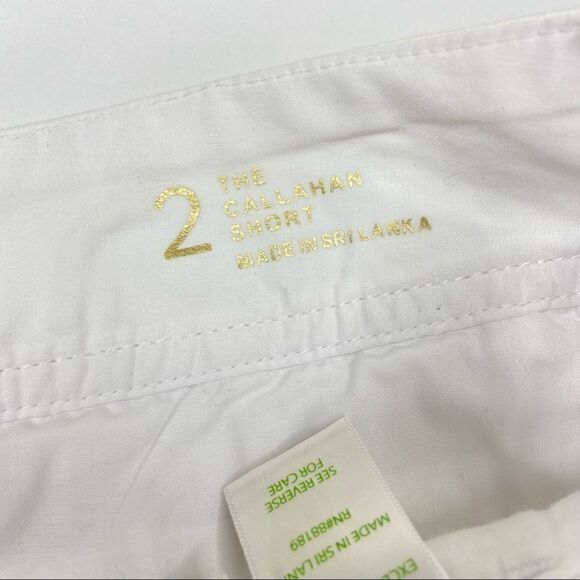 2
THE
CALLAHAN
SHORT
MADE IN SRI LANKA
SEE REVERSE
FOR CARE
RN#88189
MADE IN SRI LAN